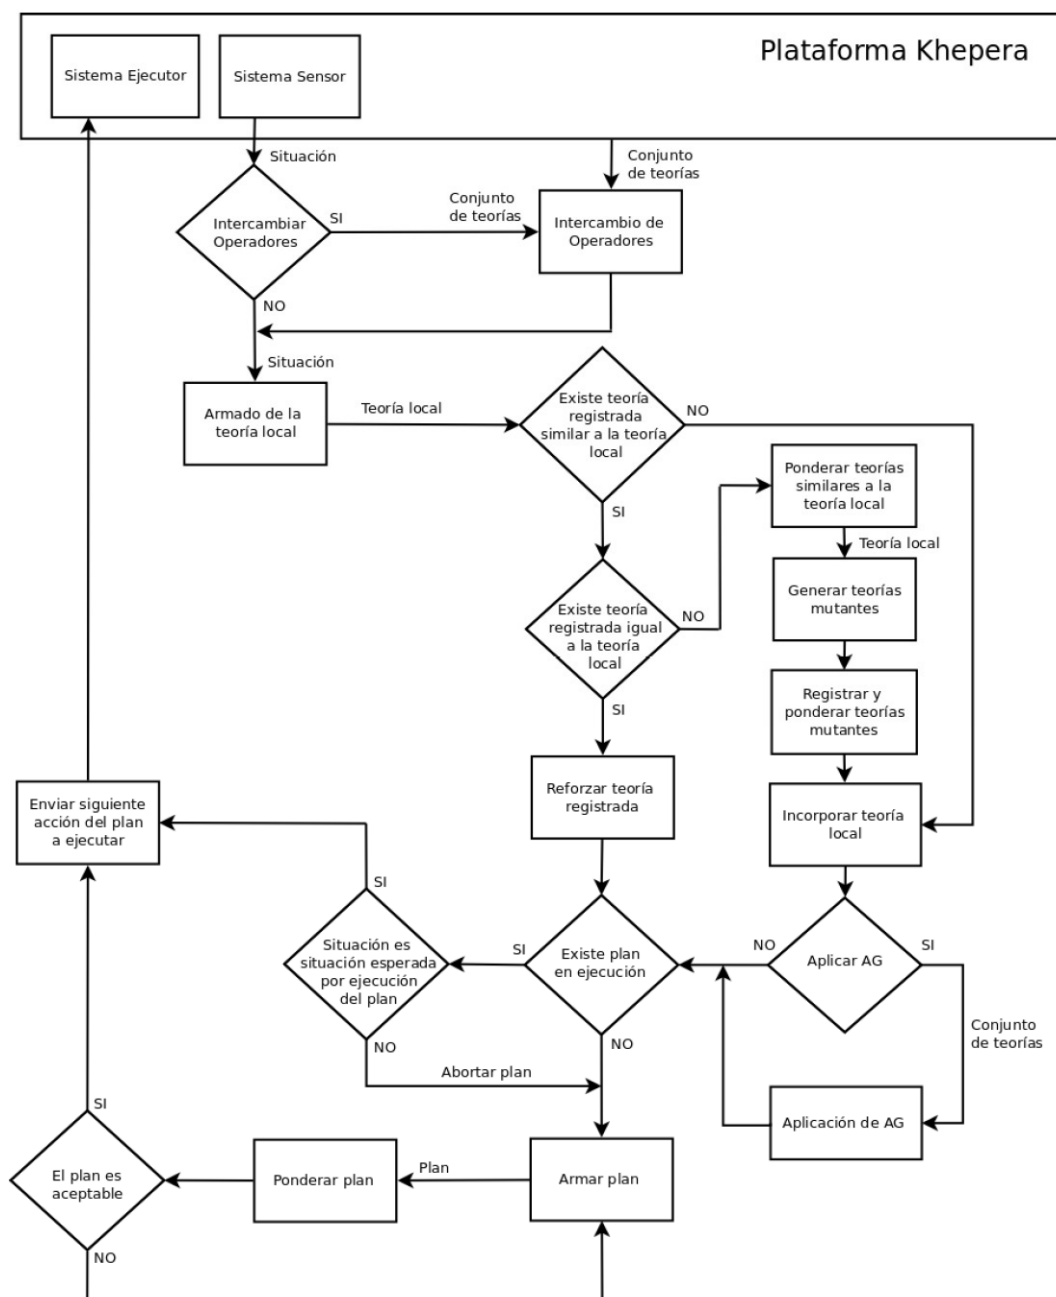 Plataforma Khepera
Sistema Ejecutor
Sistema Sensor
Situación
Conjunto
de teorías
Intercambiar
Operadores
SI
Conjunto
de teorías
Intercambio de
Operadores
NO
Situación
Armado de la
teoría local
Teoría local
Existe teoría
registrada
similar a la teoría
local
NO
SI
Ponderar teorías
similares a la
teoría local
Teoría local
Existe teoría
registrada igual
a la teoría
local
NO
SI
Generar teorías
mutantes
Registrar y
ponderar teorías
mutantes
Reforzar teoría
registrada
Incorporar teoría
local
Enviar siguiente
acción del plan
a ejecutar
SI
Situación es
situación esperada
por ejecución
del plan
NO
SI
Existe plan
en ejecución
NO
NO
Aplicar AG
SI
Conjunto
de teorías
Abortar plan
Aplicación de AG
SI
El plan es
aceptable
NO
Ponderar plan
Plan
Armar plan